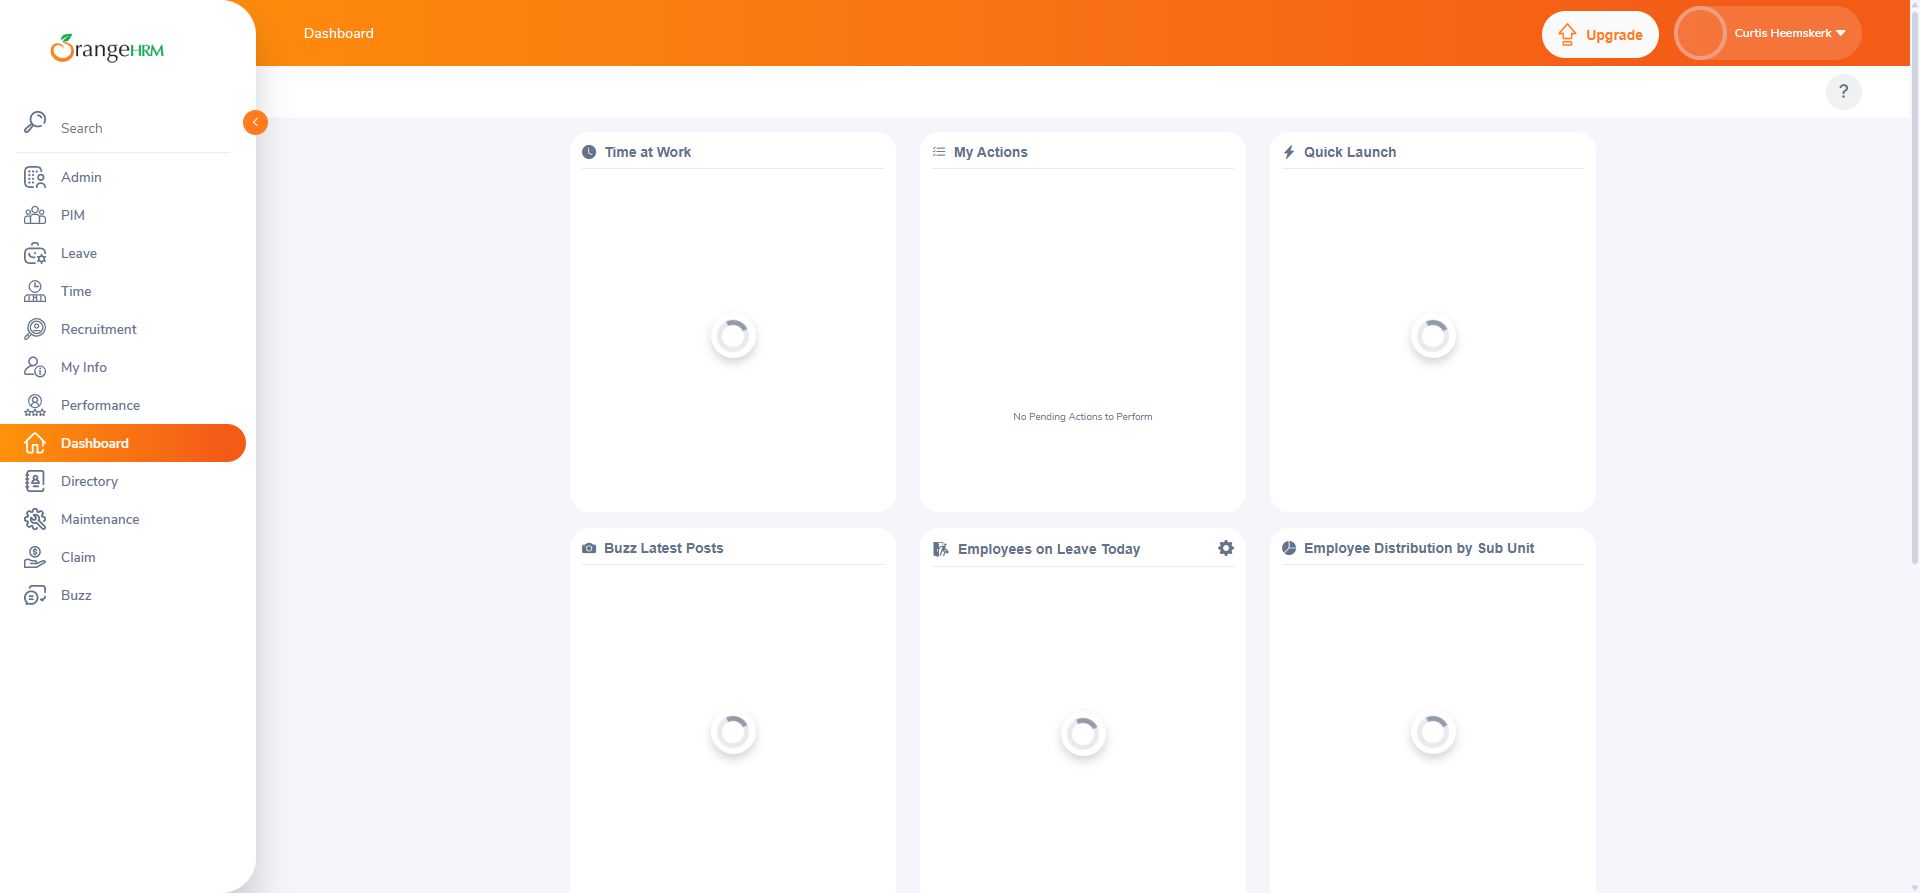 OrangeHRM
Dashboard
Upgrade
Curtis Heemskerk
?
Search
Admin
PIM
Leave
Time
Recruitment
My Info
Performance
Dashboard
Directory
Maintenance
Claim
Buzz
Time at Work
My Actions
No Pending Actions to Perform
Quick Launch
Buzz Latest Posts
Employees on Leave Today
Employee Distribution by Sub Unit